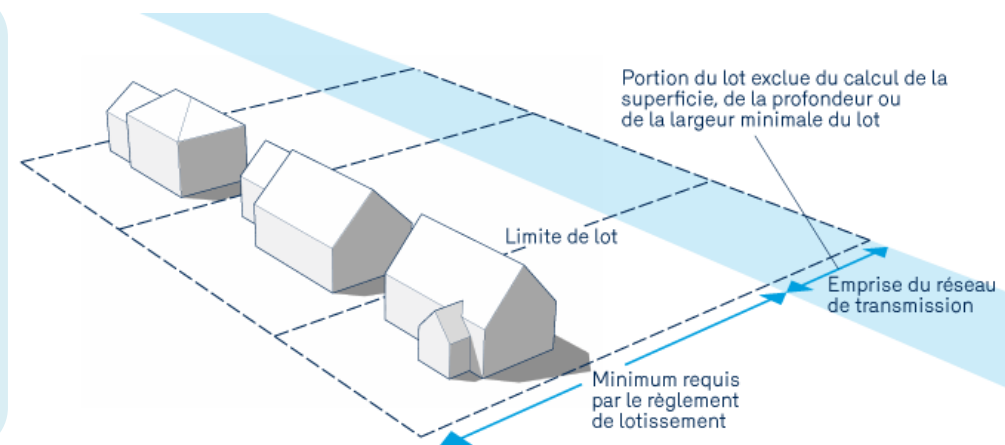 Portion du lot exclue du calcul de la
superficie, de la profondeur ou
de la largeur minimale du lot
Limite de lot
Emprise du réseau
de transmission
Minimum requis
par le règlement
de lotissement